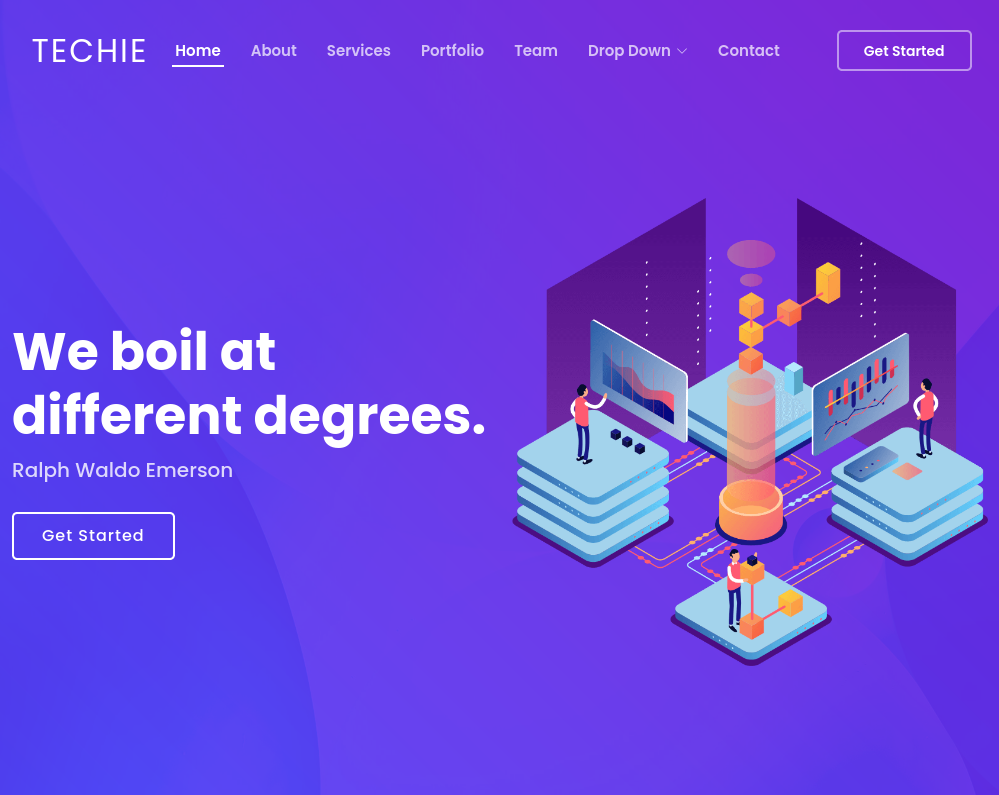 TECHIE
Home About Services Portfolio Team Drop Down Contact
Get Started
We boil at
different degrees.
Ralph Waldo Emerson
Get Started